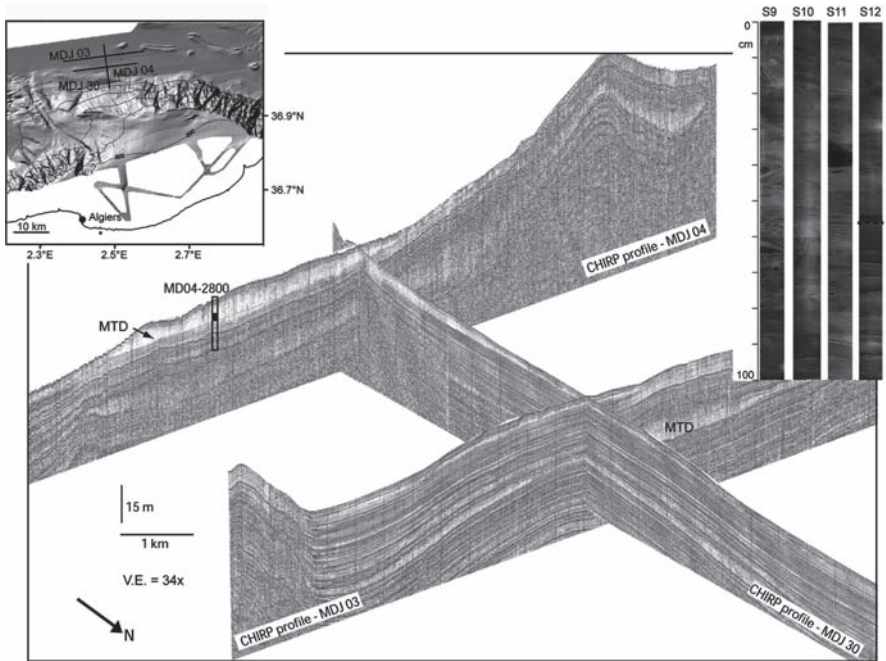 MDJ 03
MDJ 04
MDJ 30
36.9°N
36.7°N
Algiers
10 km
2.3°E
2.5°E
2.7°E
S9
S10
S11
S12
0
cm
100
CHIRP profile - MDJ 04
MD04-2800
MTD
MTD
15 m
1 km
V.E. = 34x
N
CHIRP profile - MDJ 03
CHIRP profile - MDJ 30